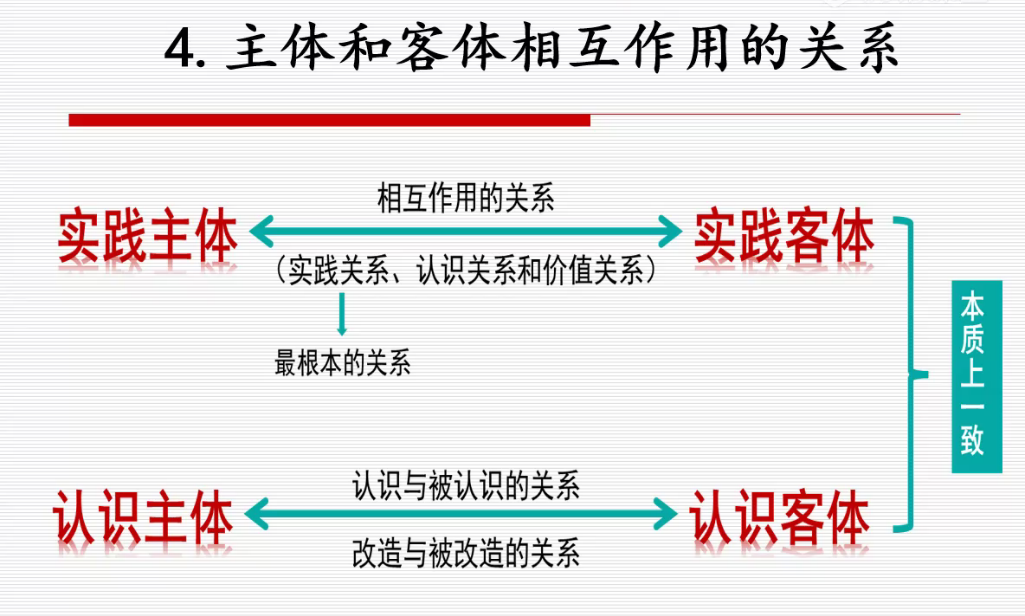 4. 主体和客体相互作用的关系
相互作用的关系
实践主体
实践客体
（实践关系、认识关系和价值关系）
最根本的关系
本质上一致
认识与被认识的关系
认识主体
认识客体
改造与被改造的关系